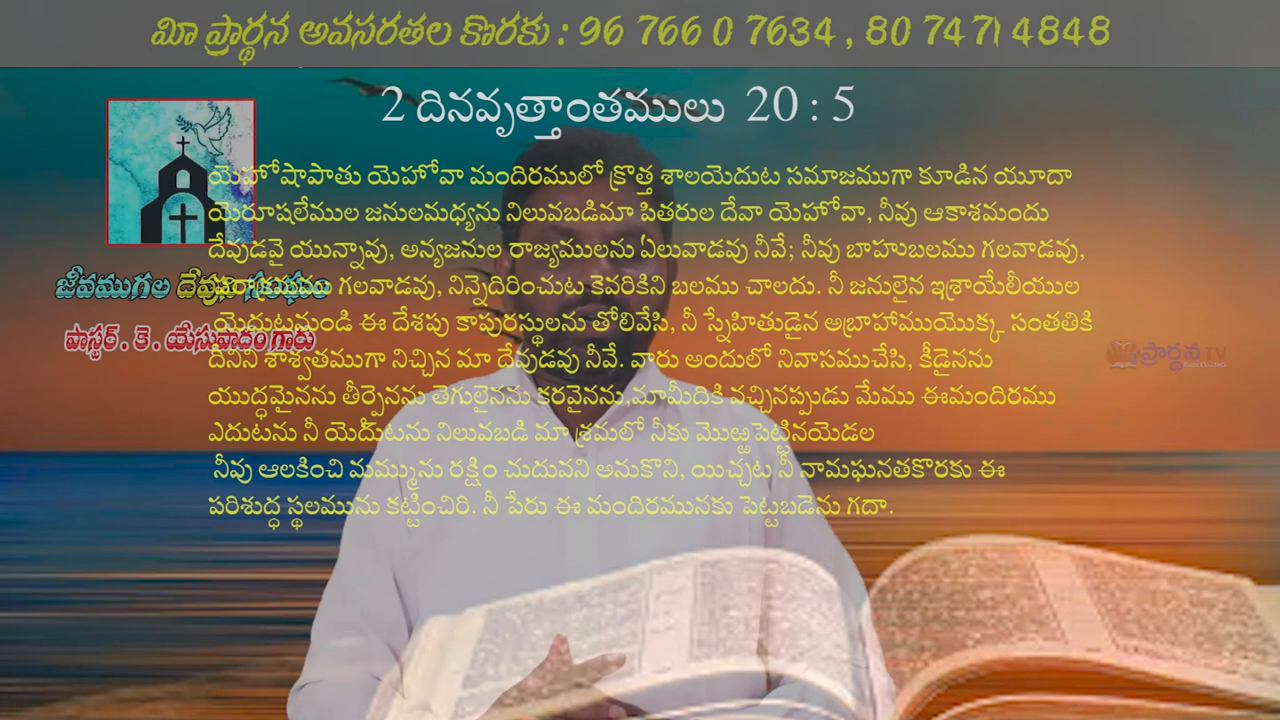 మీ ప్రార్థన అవసరతల కొరకు : 96 766 0 7634 , 80 7471 4848
2 దినవృత్తాంతములు 20 : 5
యెహోషాపాతు యెహోవా మందిరములో క్రొత్త శాలయెదుట సమాజముగా కూడిన యూదా
యెరూషలేముల జనులమధ్యను నిలువబడిమా పితరుల దేవా యెహోవా, నీవు ఆకాశమందు
దేవుడవై యున్నావు, అన్యజనుల రాజ్యములను ఏలువాడవు నీవే; నీవు బాహుబలము గలవాడవు,
పరాక్రమము గలవాడవు, నిన్నెదిరించుట కెవరికిని బలము చాలదు. నీ జనులైన ఇశ్రాయేలీయుల
యెదుటనుండి ఈ దేశపు కాపురస్థులను తోలివేసి, నీ స్నేహితుడైన అబ్రాహాముయొక్క సంతతికి
దీనిని శాశ్వతముగా నిచ్చిన మా దేవుడవు నీవే. వారు అందులో నివాసముచేసి, కీడైనను
యుద్ధమైనను తీర్పైనను తెగులైనను కరవైనను,మామీదికి వచ్చినప్పుడు మేము ఈమందిరము
ఎదుటను నీ యెదుటను నిలువబడి మా శ్రమలో నీకు మొఱ్ఱపెట్టినయెడల
నీవు ఆలకించి మమ్మును రక్షిం చుదువని అనుకొని, యిచ్చట నీ నామఘనతకొరకు ఈ
పరిశుద్ధ స్థలమును కట్టించిరి. నీ పేరు ఈ మందిరమునకు పెట్టబడెను గదా.
జీవముగల దేవుని సంఘం
పాస్టర్ . కె . యేసుపాదం గారు
ప్రార్థన TV